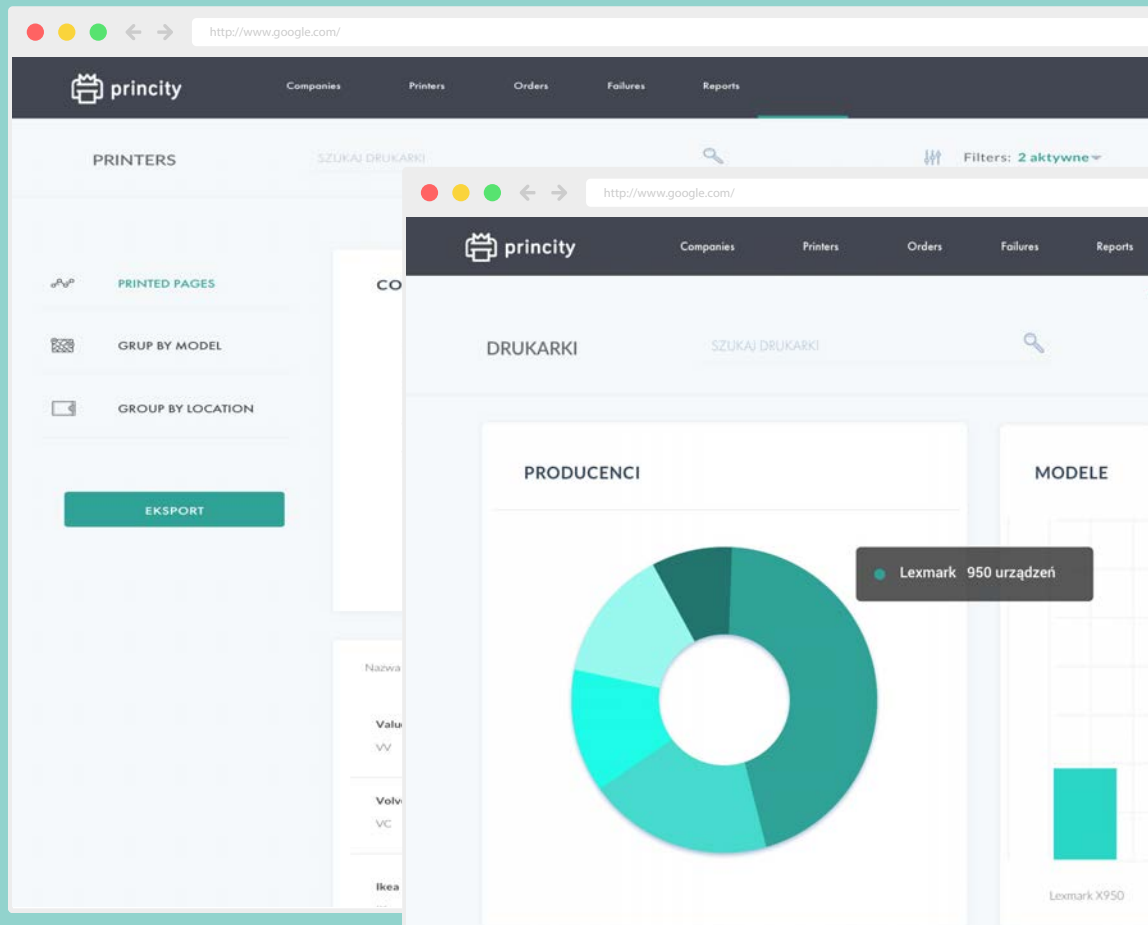 http://www.google.com/
princity
Companies
Printers
Orders
Failures
Reports
PRINTERS
SZUKAJ DRUKARKI
Filters: 2 aktywne
PRINTED PAGES
GRUP BY MODEL
GROUP BY LOCATION
EKSPORT
CO
Nazwa
Valu
VV
Volv
VC
Ikea
http://www.google.com/
princity
Companies
Printers
Orders
Failures
Reports
DRUKARKI
SZUKAJ DRUKARKI
PRODUCENCI
Lexmark 950 urządzeń
MODELE
Lexmark X950